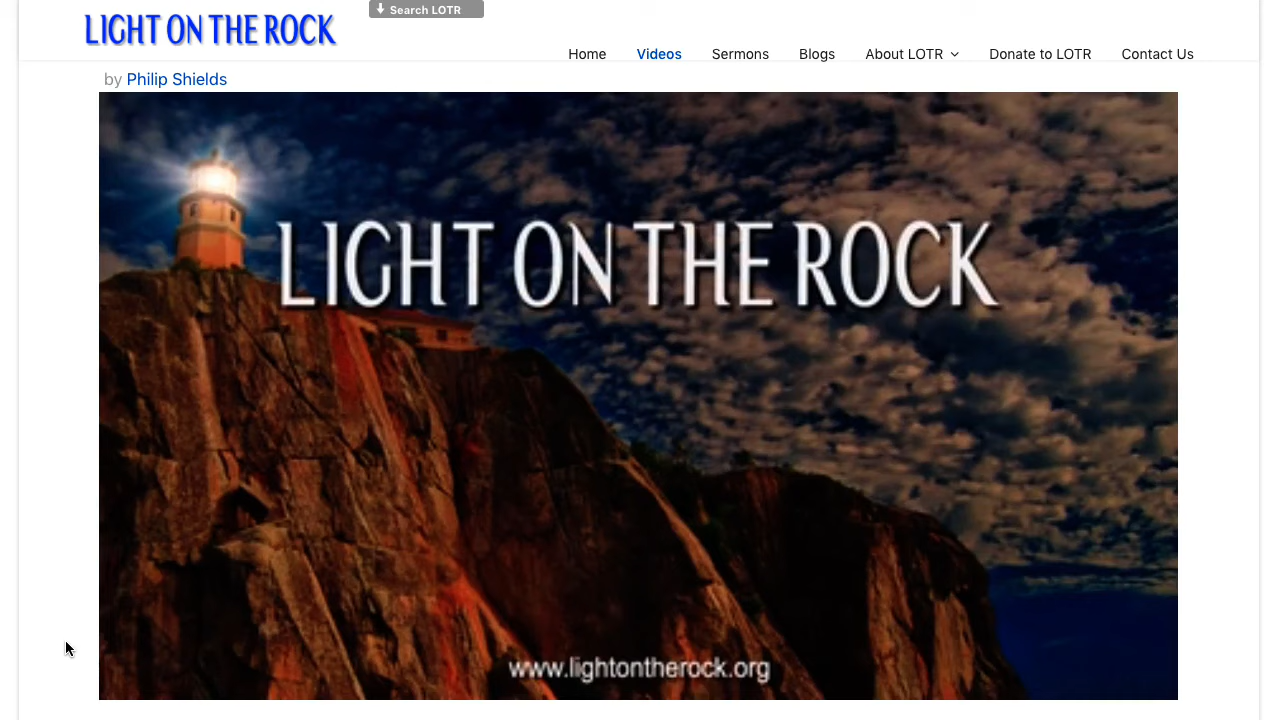 LIGHT ON THE ROCK
Search LOTR
Home Videos Sermons Blogs About LOTR Donate to LOTR Contact Us
by Philip Shields
LIGHT ON THE ROCK
www.lightontherock.org